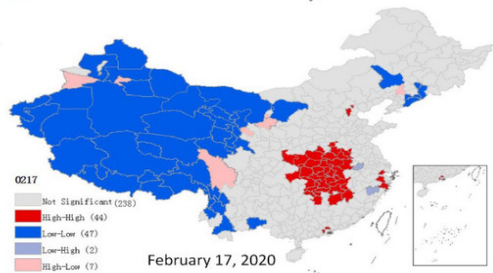 0217
Not Significant (238)
High-High (44)
Low-Low (47)
Low-High (2)
High-Low (7)
February 17, 2020